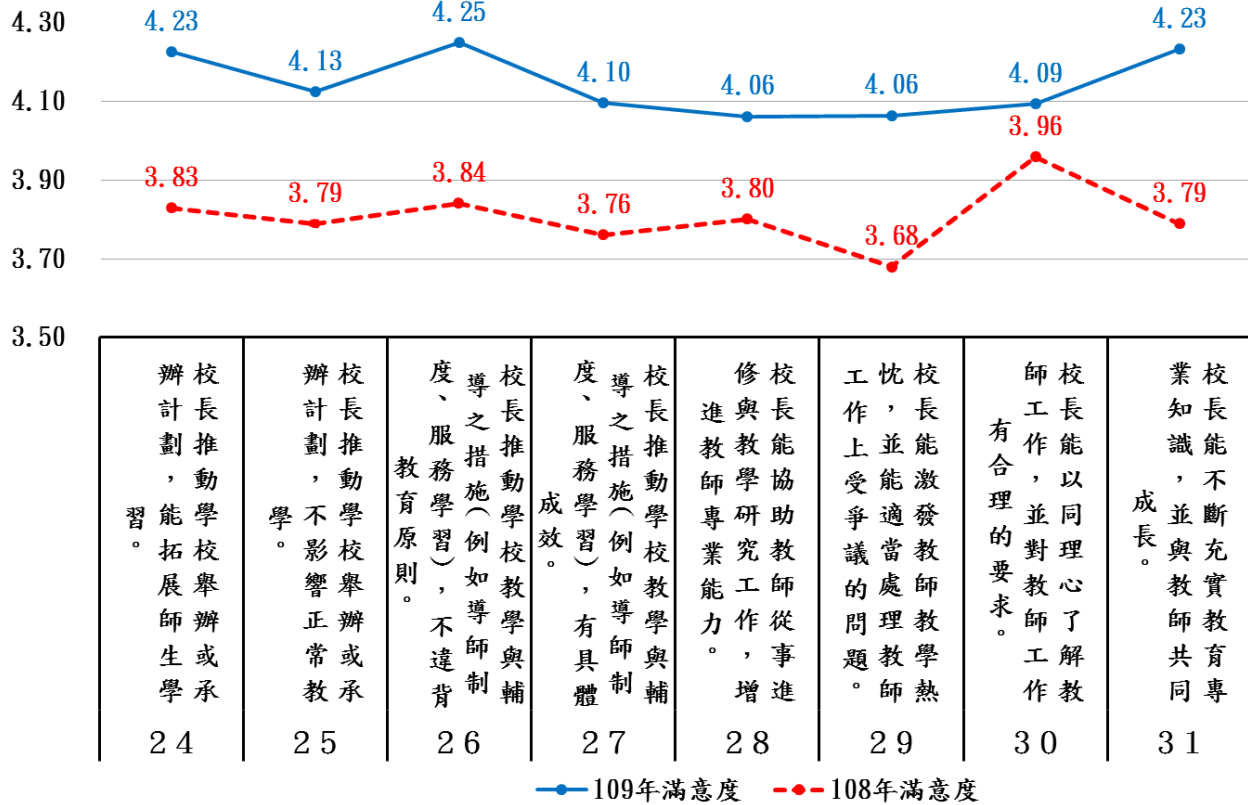 4.30
4.10
3.90
3.70
3.50
4.23
4.13
4.25
4.10
4.06
4.06
4.09
4.23
3.83
3.79
3.84
3.76
3.80
3.68
3.96
3.79
校長推動學校舉辦或承
辦計劃，能拓展師生學
習。
校長推動學校舉辦或承
辦計劃，不影響正常教
學。
校長推動學校教學與輔
導之措施(例如導師制
度、服務學習)，不違背
教育原則。
校長推動學校教學與輔
導之措施(例如導師制
度、服務學習)，有具體
成效。
校長能協助教師從事進
修與教學研究工作，增
進教師專業能力。
校長能激發教師教學熱
忱，並能適當處理教師
工作上受爭議的問題。
校長能以同理心了解教
師工作，並對教師工作
有合理的要求。
校長能不斷充實教育專
業知識，並與教師共同
成長。
24
25
26
27
28
29
30
31
109年滿意度
108年滿意度